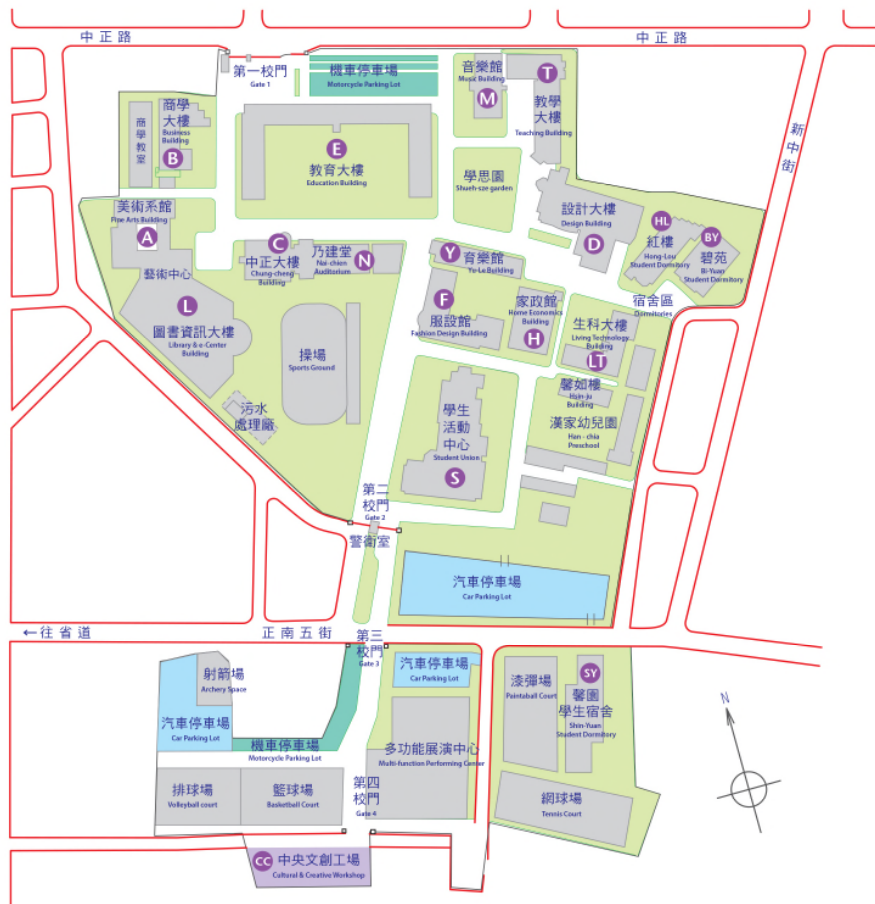 中正路
中正路
第一校門
Gate 1
機車停車場
Motorcycle Parking Lot
音樂館
Music Building
M
T
教學
大樓
Teaching Building
新中街
商學
大樓
Business
Building
B
商學教室
E
教育大樓
Education Building
學思園
Shueh-sze garden
美術系館
Fine Arts Building
A
設計大樓
Design Building
D
HL
紅樓
Hong-Lou
Student Dormitory
BY
碧苑
Bi-Yuan
Student Dormitory
C
中正大樓
Chung-cheng
Building
乃建堂
Nai-chien
Auditorium
N
Y
育樂館
Yu-Le Building
藝術中心
L
圖書資訊大樓
Library & e-Center
Building
F
服設館
Fashion Design Building
家政館
Home Economics
Building
H
宿舍區
Dormitories
生科大樓
Living Technology
Building
LT
操場
Sports Ground
馨如樓
Hsin-ju
Building
污水
處理廠
學生
活動
中心
Student Union
S
漢家幼兒園
Han - chia
Preschool
第二
校門
Gate 2
警衛室
汽車停車場
Car Parking Lot
←往省道
正南五街
第三
校門
Gate 3
射箭場
Archery Space
汽車停車場
Car Parking Lot
汽車停車場
Car Parking Lot
漆彈場
Paintaball Court
SY
馨園
學生宿舍
Shin-Yuan
Student Dormitory
N
機車停車場
Motorcycle Parking Lot
多功能展演中心
Multi-function Performing Center
排球場
Volleyball court
籃球場
Basketball Court
第四
校門
Gate 4
網球場
Tennis Court
CC
中央文創工場
Cultural & Creative Workshop